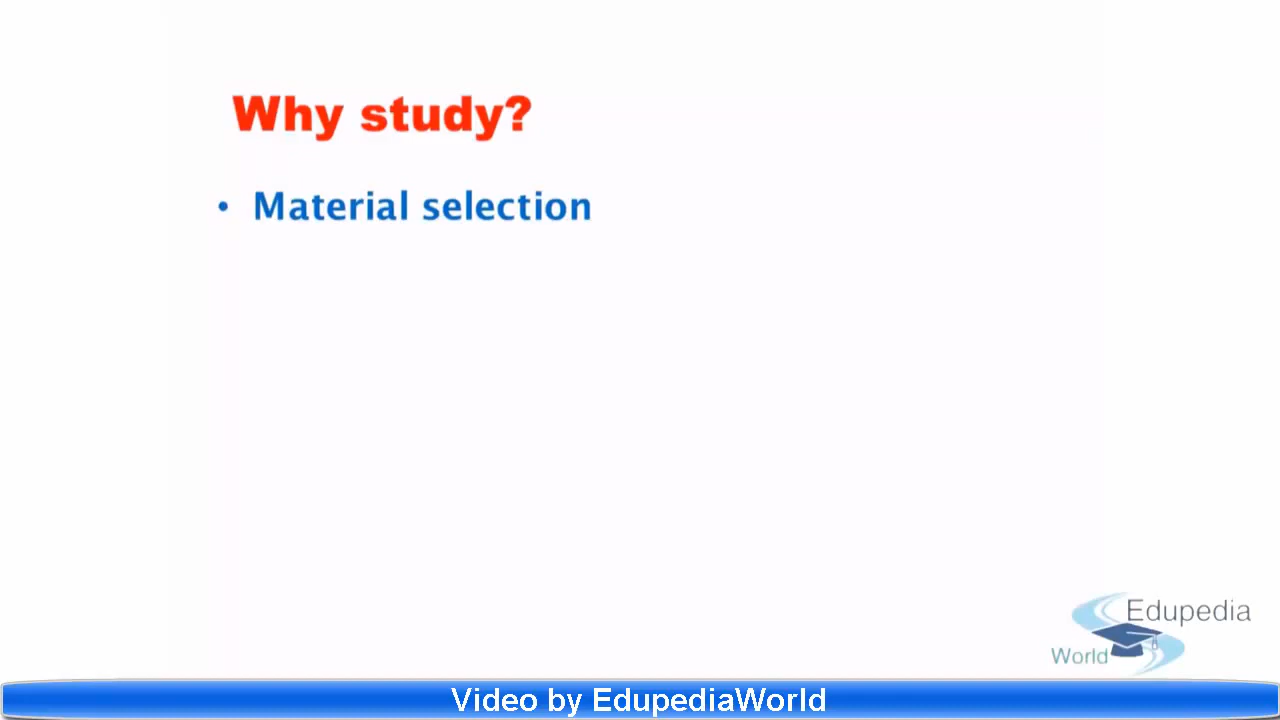 Why study?
• Material selection
Edupedia
World
Video by EdupediaWorld